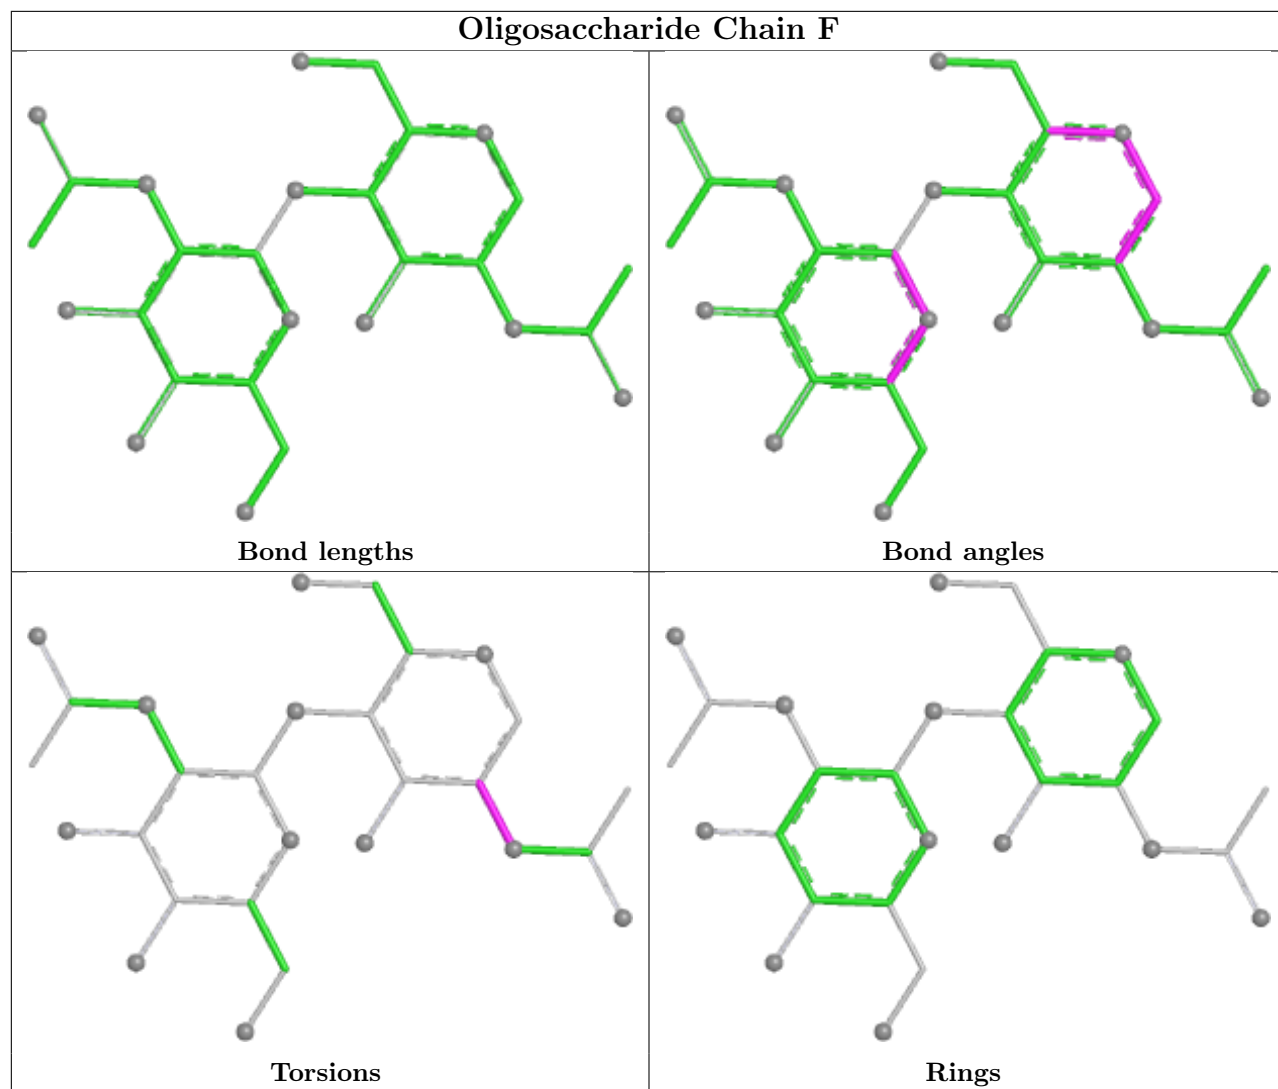 Oligosaccharide Chain F
Bond lengths
Bond angles
Torsions
Rings